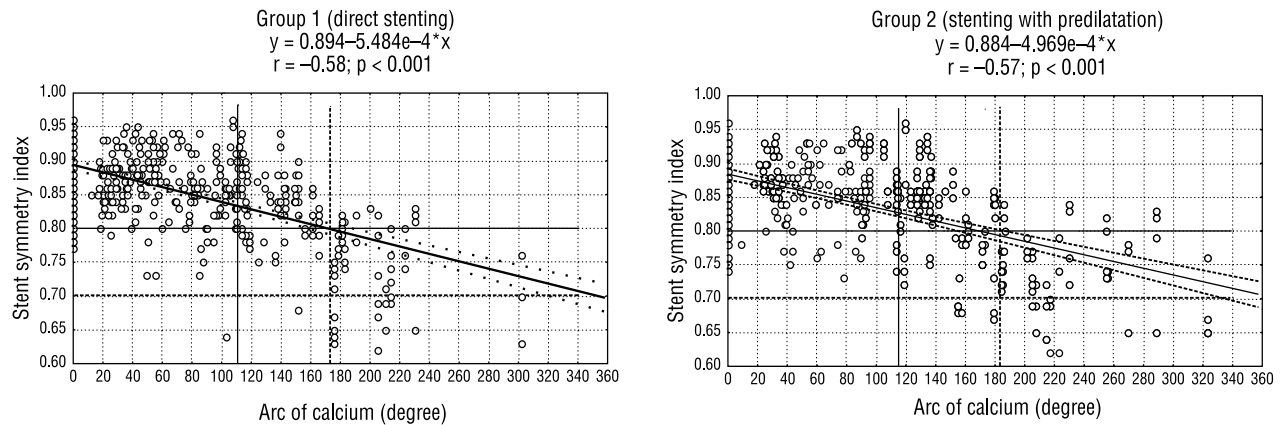 Group 1 (direct stenting)
y = 0.894–5.484e–4*x
r = –0.58; p < 0.001
Stent symmetry index
1.00
0.95
0.90
0.85
0.80
0.75
0.70
0.65
0.60
0 20 40 60 80 100 120 140 160 180 200 220 240 260 280 300 320 340 360
Arc of calcium (degree)
Group 2 (stenting with predilatation)
y = 0.884–4.969e–4*x
r = –0.57; p < 0.001
Stent symmetry index
1.00
0.95
0.90
0.85
0.80
0.75
0.70
0.65
0.60
0 20 40 60 80 100 120 140 160 180 200 220 240 260 280 300 320 340 360
Arc of calcium (degree)